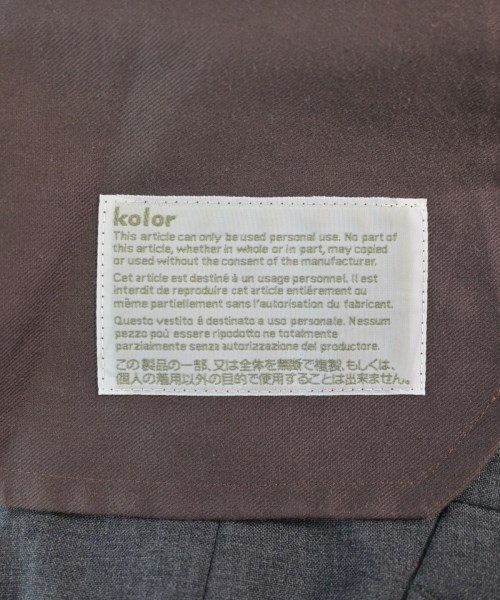 kolor
This article can only be used personal use. No part of
this article, whether in whole or in part, may copied
or used without the consent of the manufacturer.
Cet article est destiné à un usage personnel. Il est
interdit de reproduire cet article entiérement ou
même partiellement sans l'autorisation du fabricant.
Questo vestito é destinato a uso personale. Nessum
pezzo può essere ripodotto ne totalmente
parzialmente senza autorizzazione del productore.
この製品の一部、又は全体を無断で複製、もしくは、
個人の着用以外の目的で使用することは出来ません。